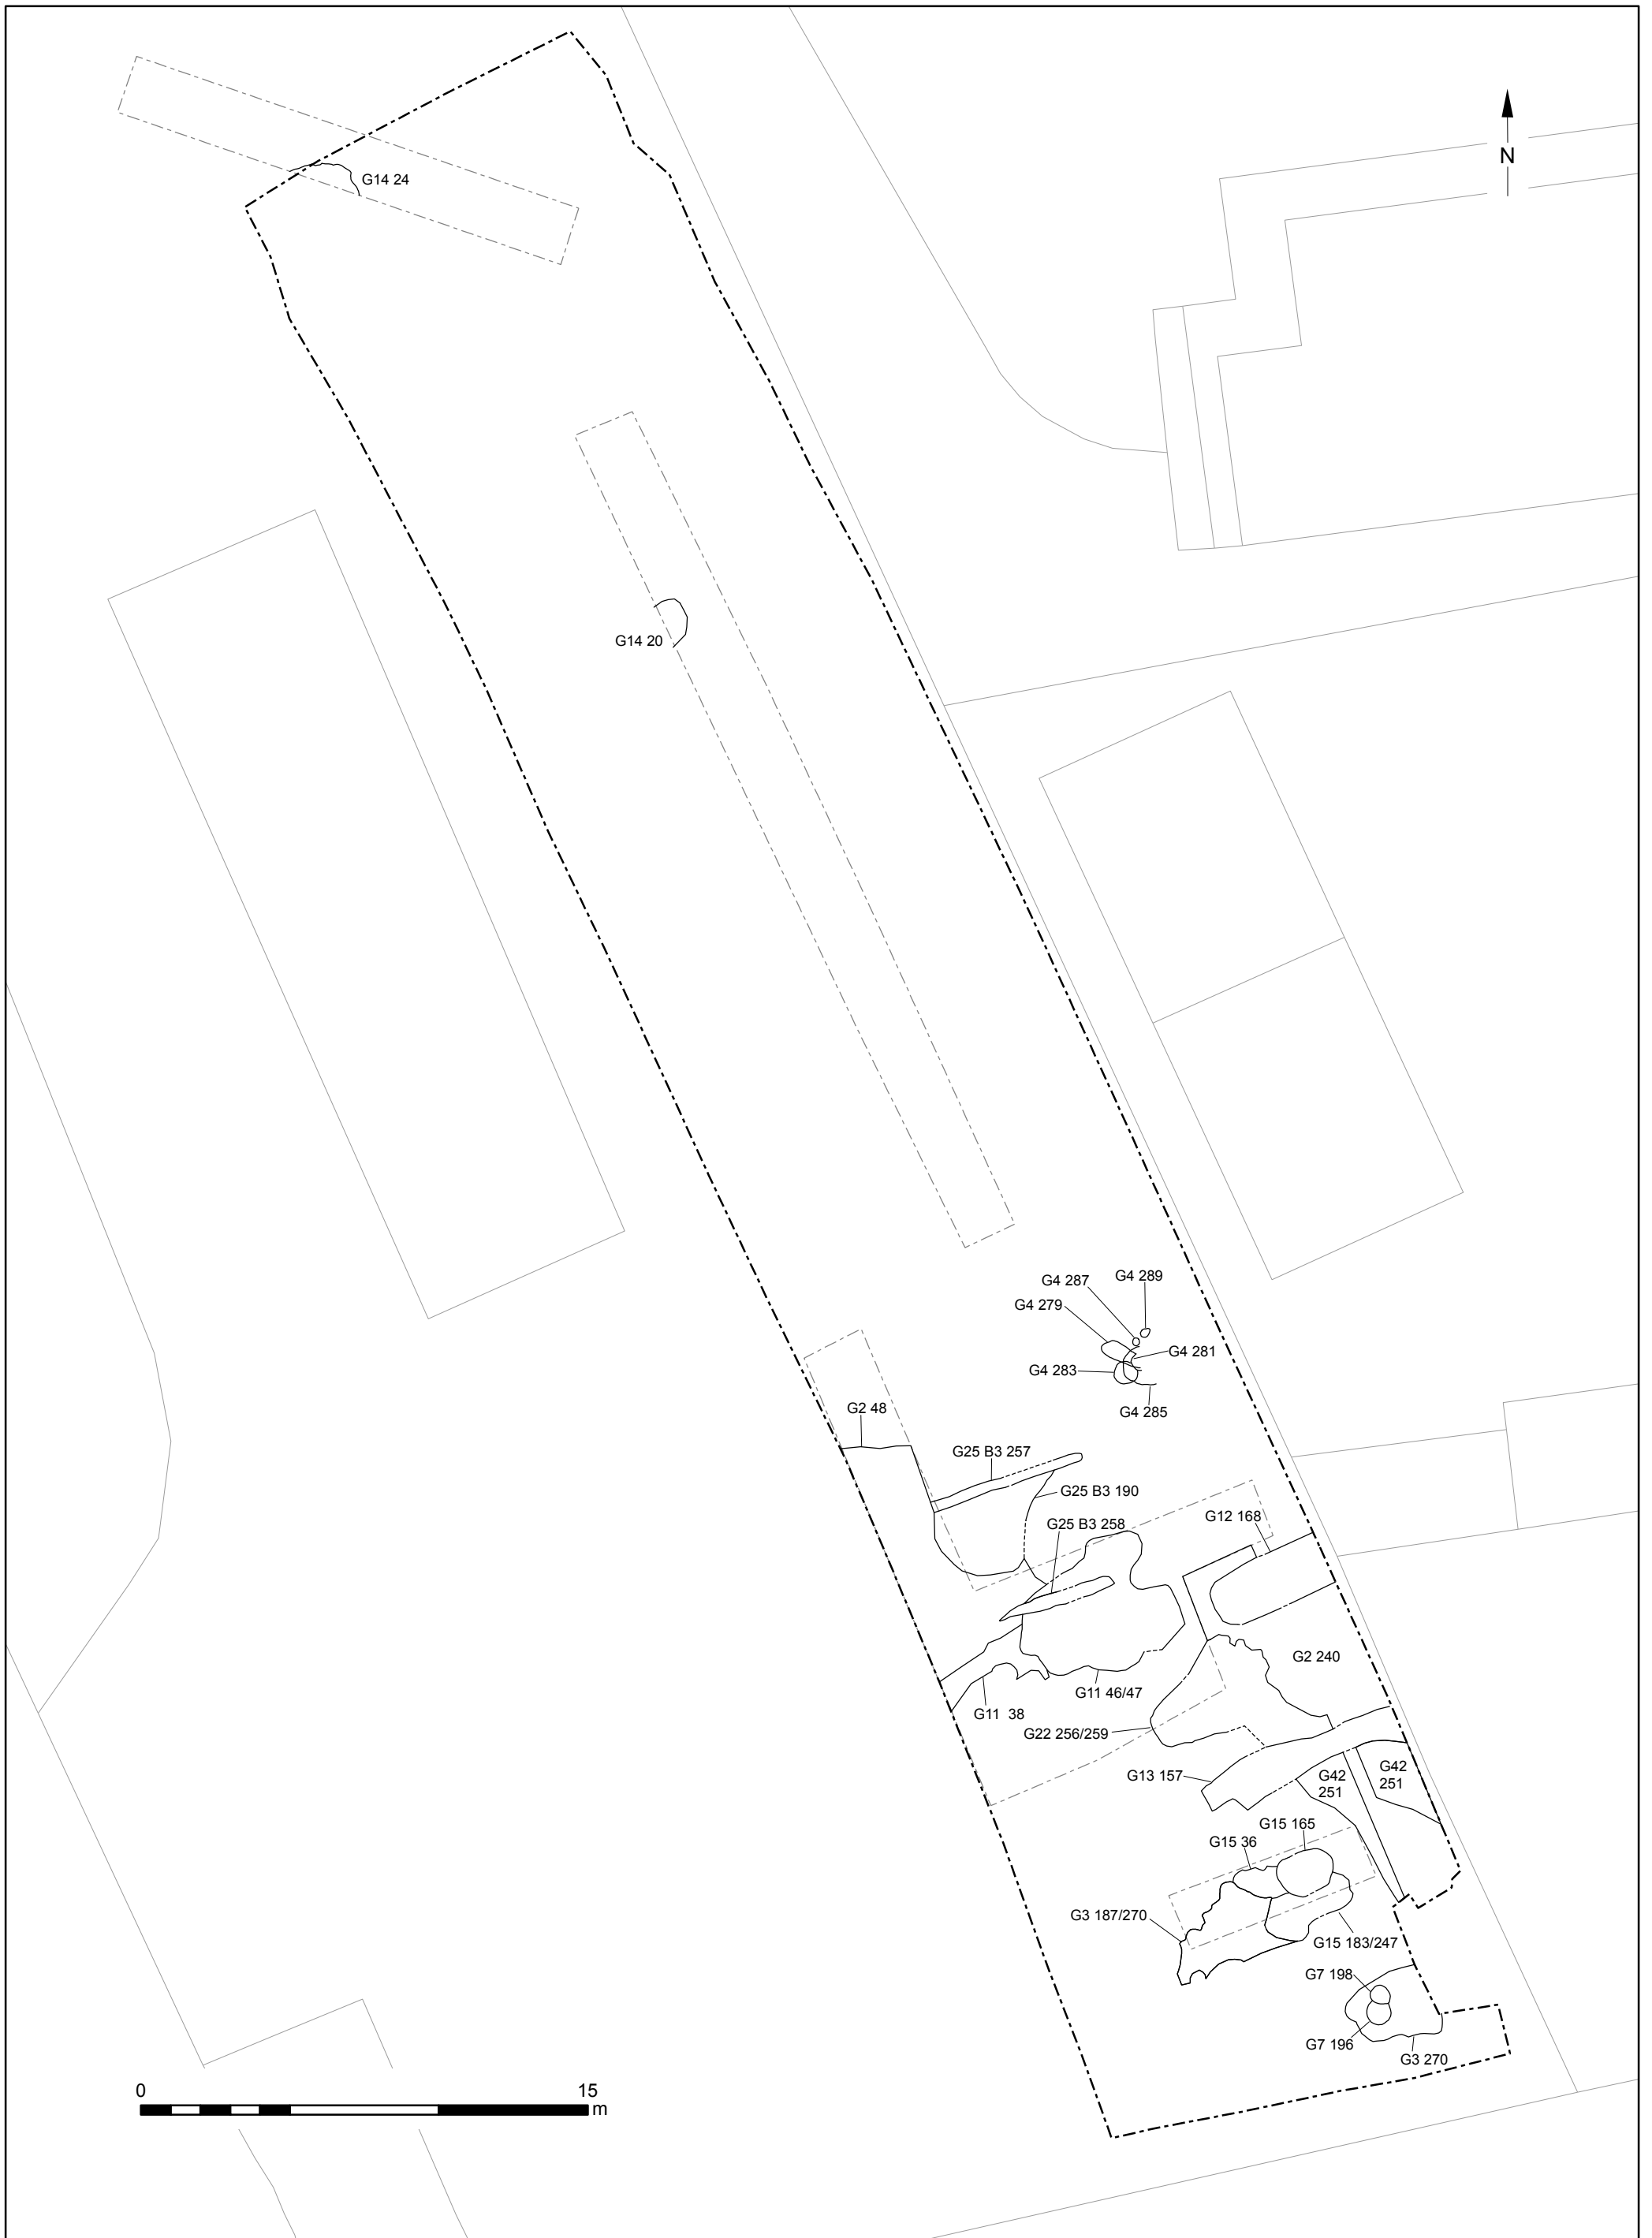 N
G14 24
G14 20
G4 287
G4 289
G4 279
G4 281
G4 283
G4 285
G2 48
G25 B3 257
G25 B3 190
G25 B3 258
G12 168
G2 240
G11 46/47
G11 38
G22 256/259
G13 157
G42
251
G42
251
G15 165
G15 36
G3 187/270
G15 183/247
G7 198
G7 196
G3 270
0
15
m